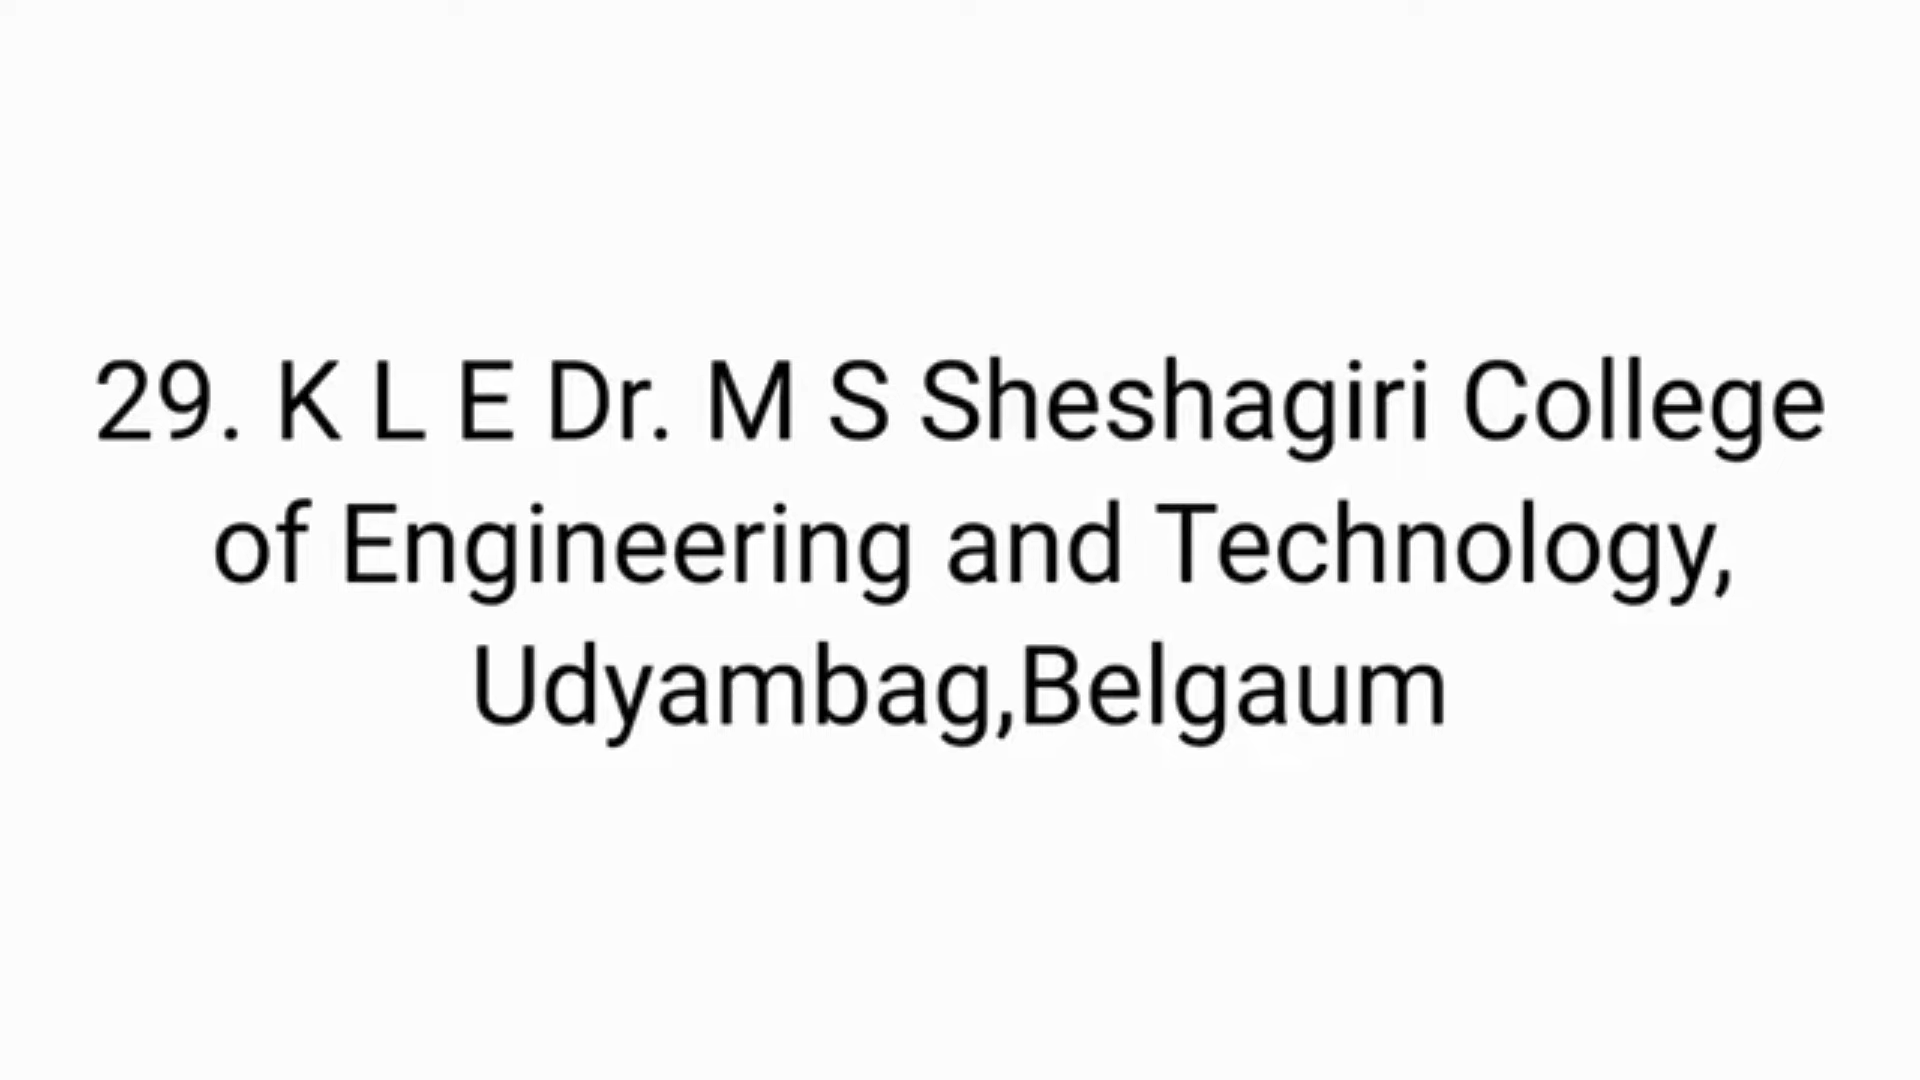 29. K L E Dr. M S Sheshagiri College
of Engineering and Technology,
Udyambag,Belgaum